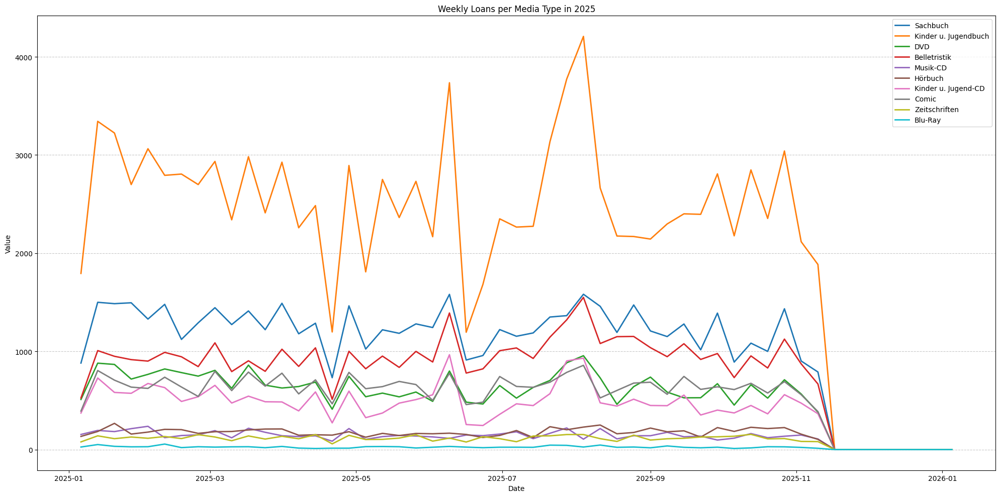 Weekly Loans per Media Type in 2025
Sachbuch
Kinder u. Jugendbuch
DVD
Belletristik
Musik-CD
Hörbuch
Kinder u. Jugend-CD
Comic
Zeitschriften
Blu-Ray
4000
3000
2000
1000
0
Value
2025-01
2025-03
2025-05
2025-07
2025-09
2025-11
2026-01
Date